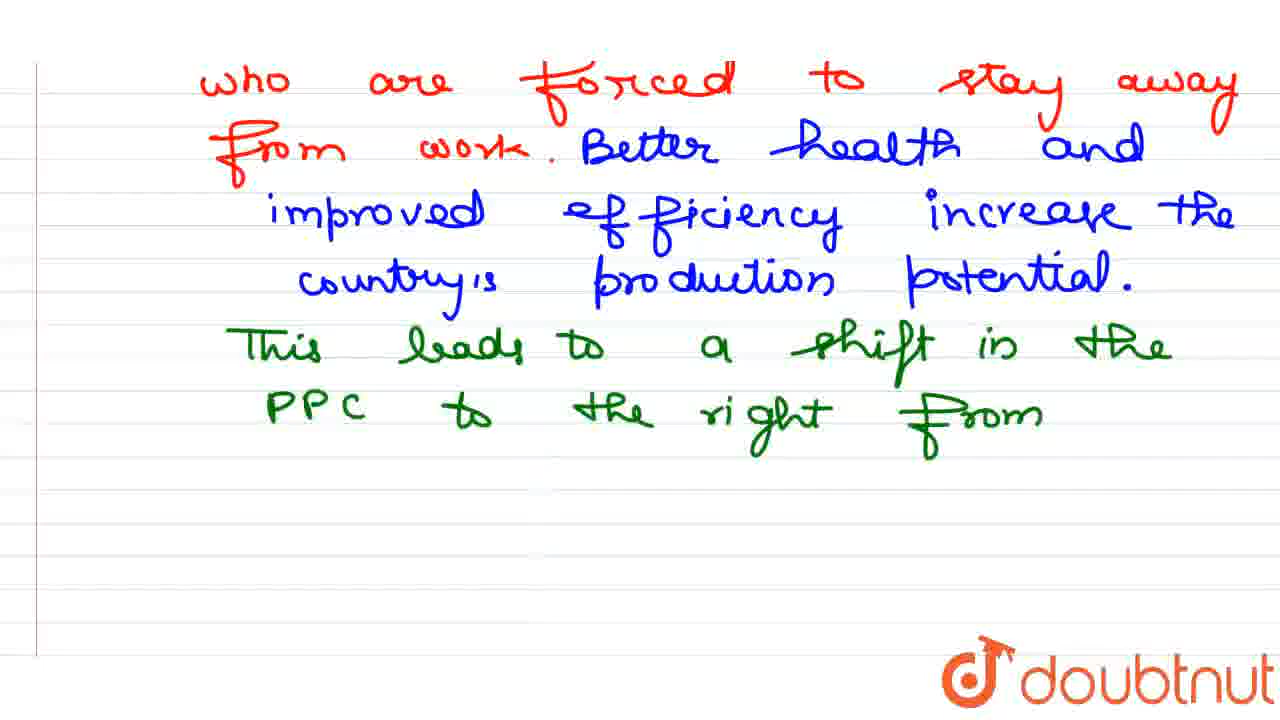 who are forced to stay away
from work. Better health and
improved efficiency increase the
country's production potential.
This leads to a shift in the
PPC to the right from
doubtnut